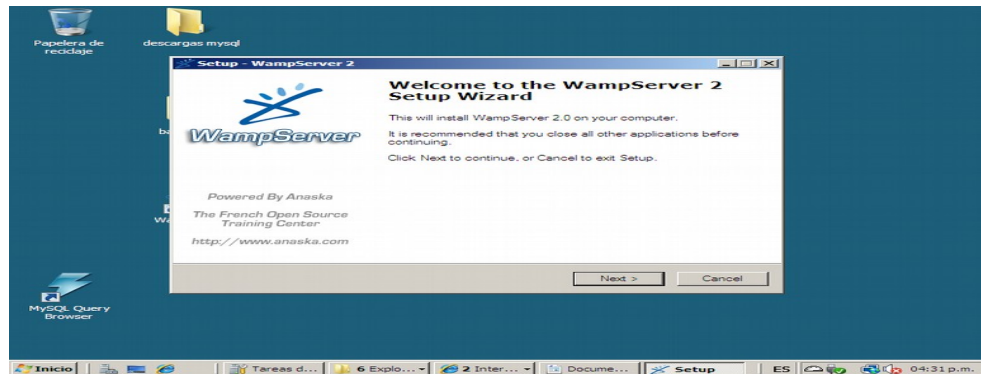 Papelera de
reciclaje
descargas mysql
Setup - WampServer 2
Welcome to the WampServer 2
Setup Wizard
This will install WampServer 2.0 on your computer.
It is recommended that you close all other applications before
continuing.
Click Next to continue, or Cancel to exit Setup.
WampServer
Powered By Anaska
The French Open Source
Training Center
http://www.anaska.com
Next >
Cancel
MySQL Query
Browser
Inicio
Tareas d...
6 Explo...
2 Inter...
Docume...
Setup
ES
04:31 p.m.